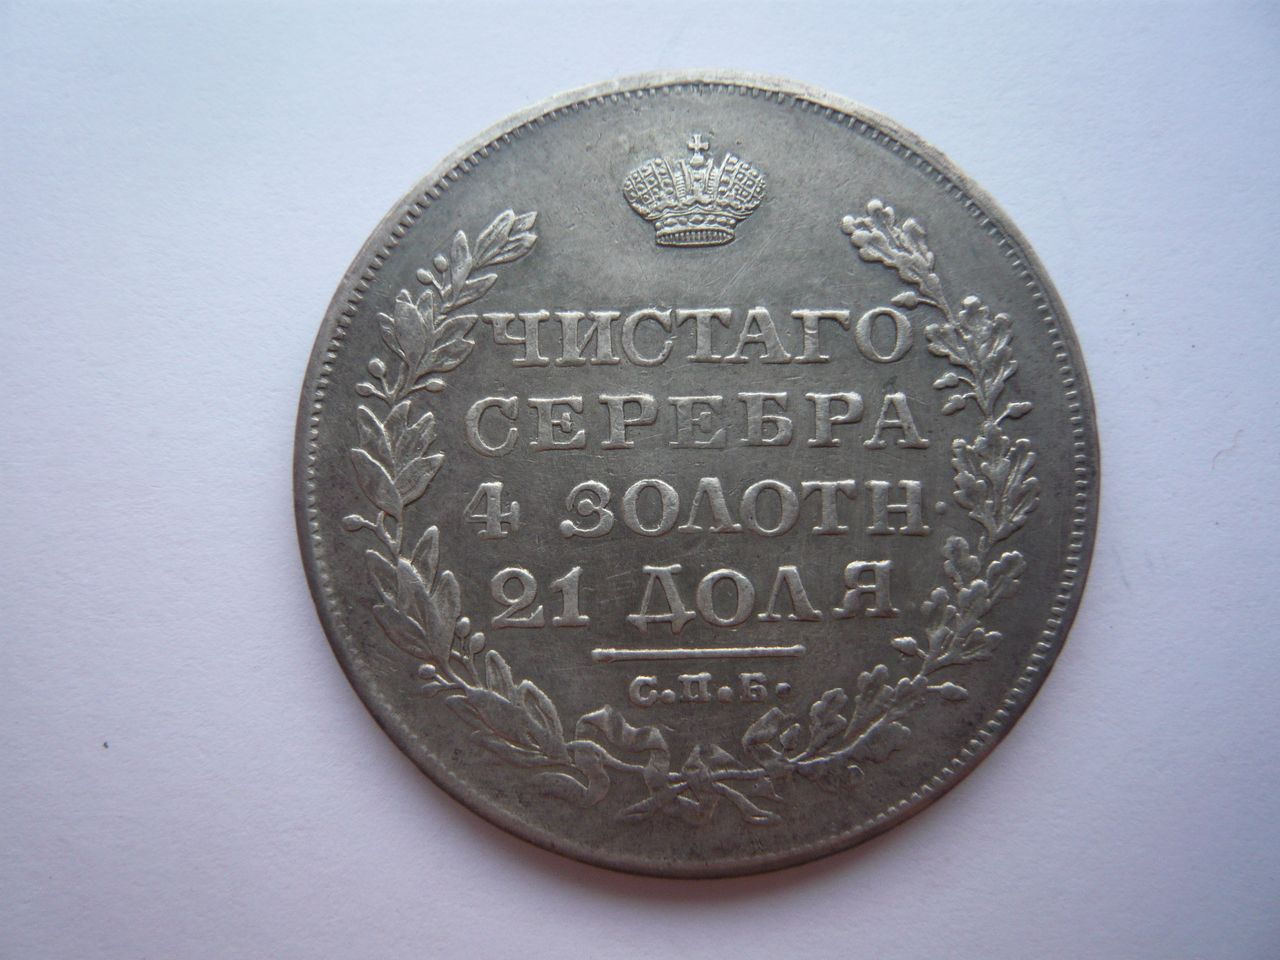 ЧИСТАГО
СЕРЕБРА
4 ЗОЛОТН.
21 ДОЛЯ
С.П.Б.